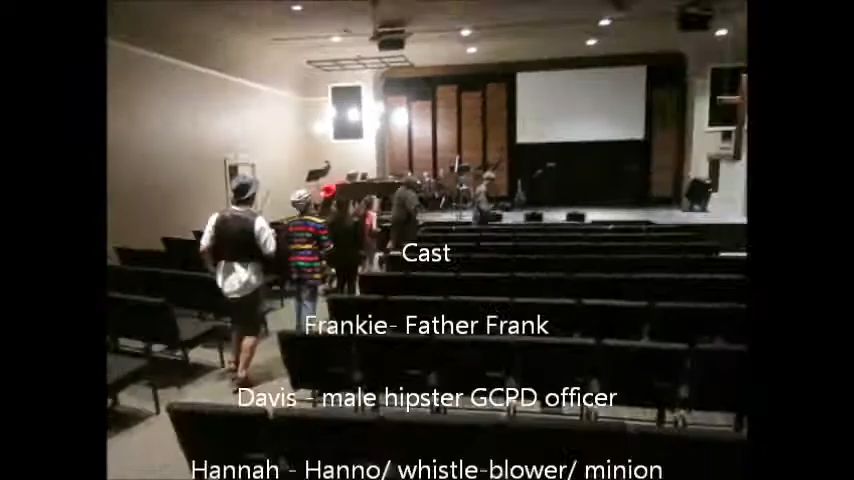 Cast
Frankie- Father Frank
Davis - male hipster GCPD officer
Hannah - Hanno/ whistle-blower/ minion